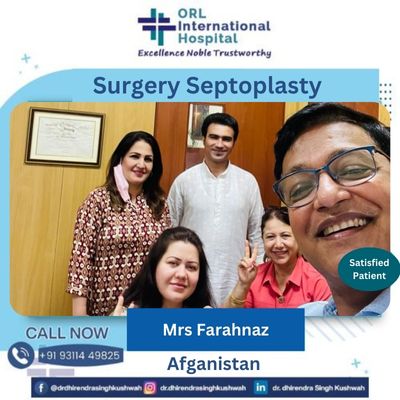 ORL
International
Hospital
Excellence Noble Trustworthy
Surgery Septoplasty
Satisfied
Patient
Mrs Farahnaz
CALL NOW
+91 93114 49825
Afganistan
@drdhirendrasinghkushwah
dr.dhirendrasinghkushwah
dr. dhirendra Singh Kushwah